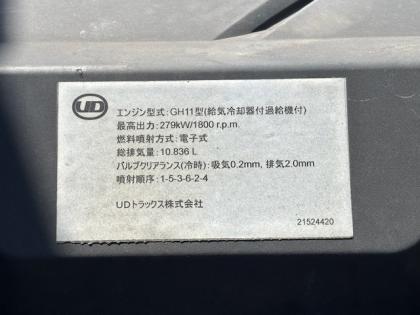 UD
エンジン型式:GH11型(給気冷却器付過給機付)
最高出力:279kW/1800 r.p.m.
燃料噴射方式:電子式
総排気量:10.836 L
バルブクリアランス(冷時):吸気0.2mm, 排気2.0mm
噴射順序:1-5-3-6-2-4
UDトラックス株式会社
21524420